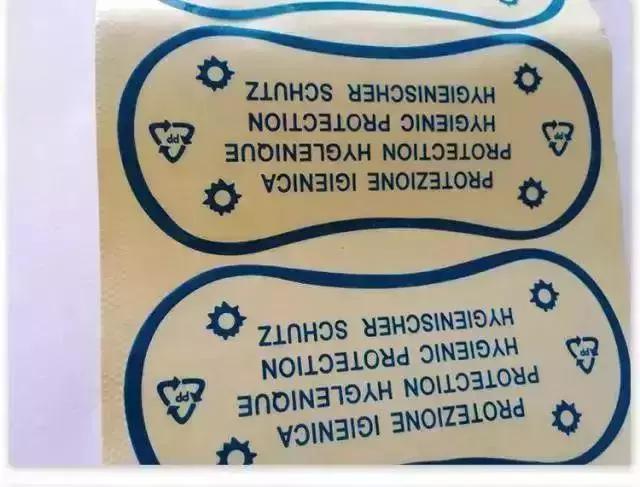 PROTEZIONE IGIENICA
PROTECTION HYGLENIQUE
HYGIENIC PROTECTION
HYGIENISCHER SCHUTZ
PP
PP
PROTEZIONE IGIENICA
PROTECTION HYGLENIQUE
HYGIENIC PROTECTION
HYGIENISCHER SCHUTZ
PP
PP